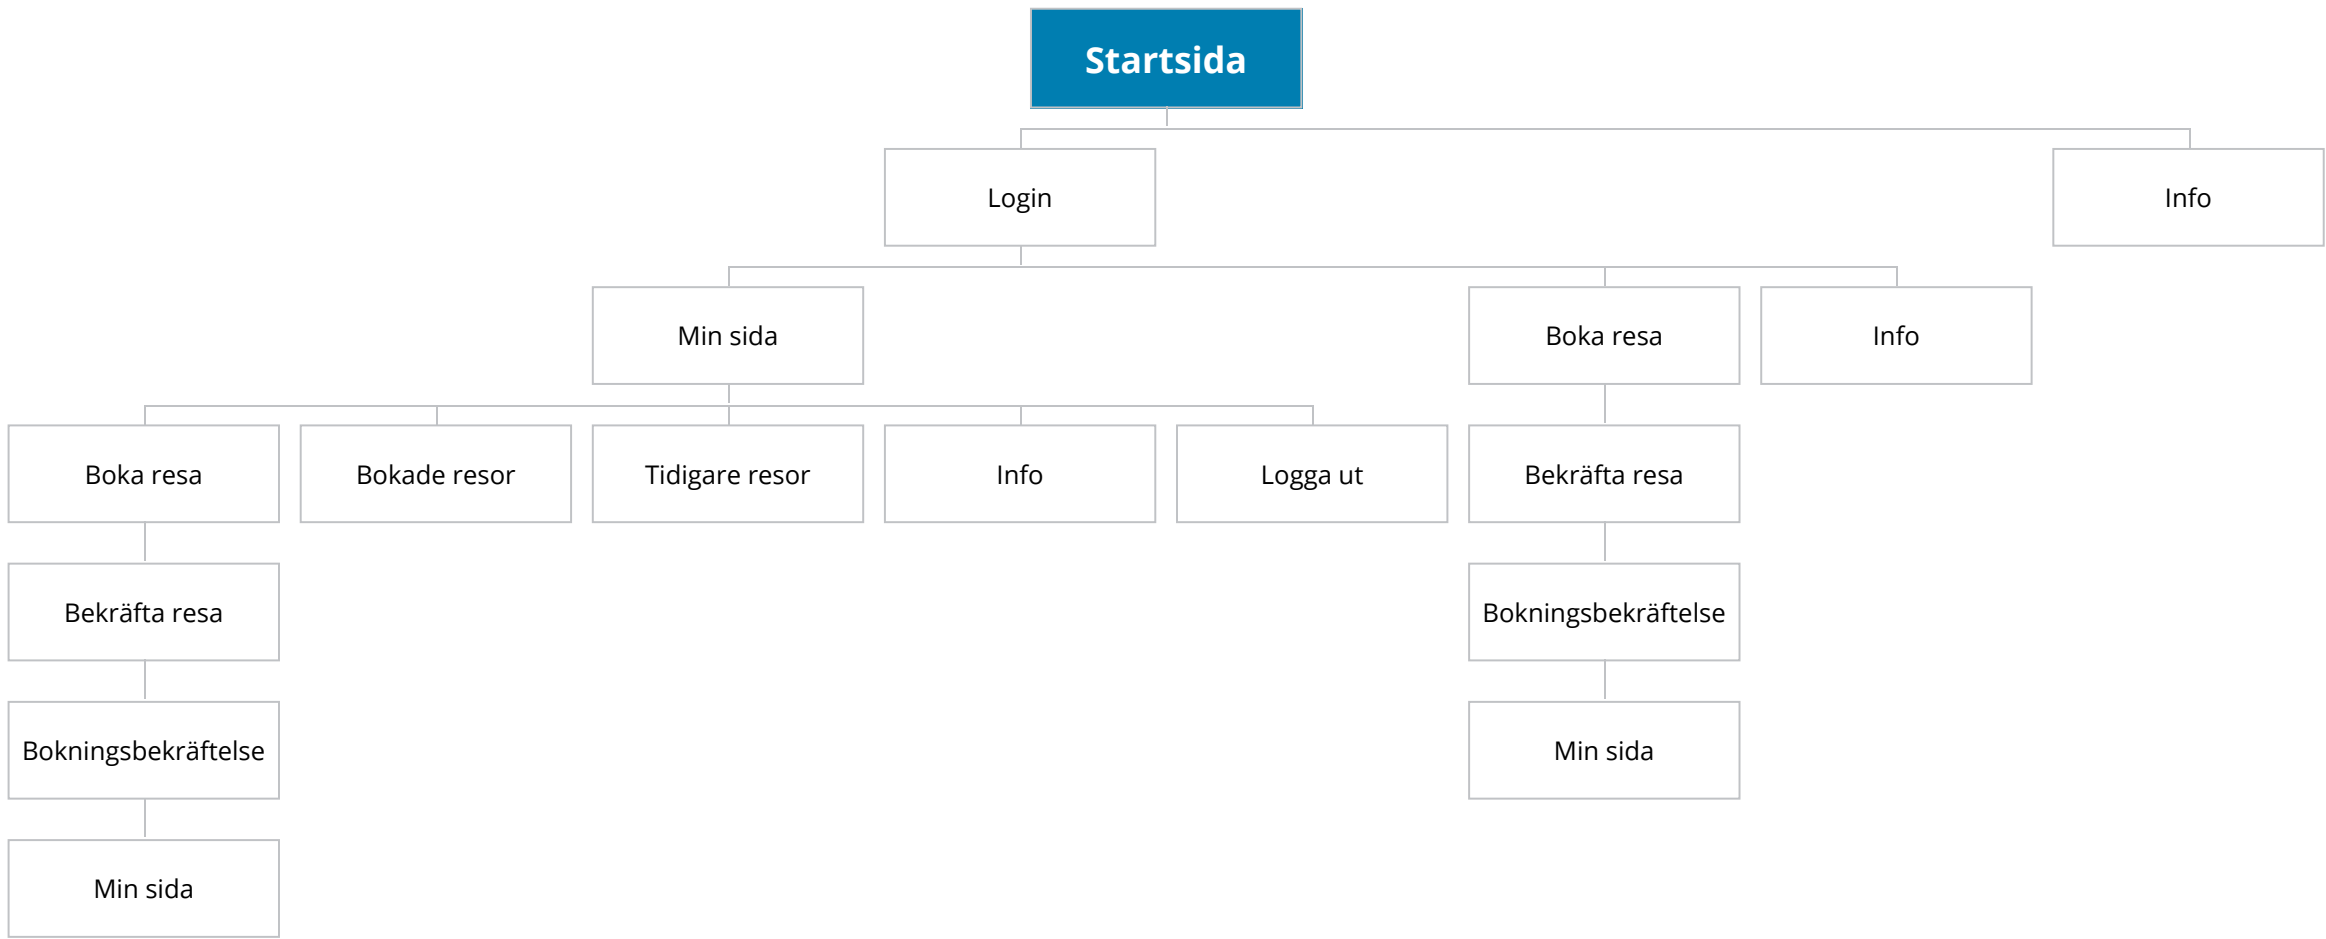 Startsida
Login
Info
Min sida
Boka resa
Info
Boka resa
Bokade resor
Tidigare resor
Info
Logga ut
Bekräfta resa
Bekräfta resa
Bokningsbekräftelse
Bokningsbekräftelse
Min sida
Min sida